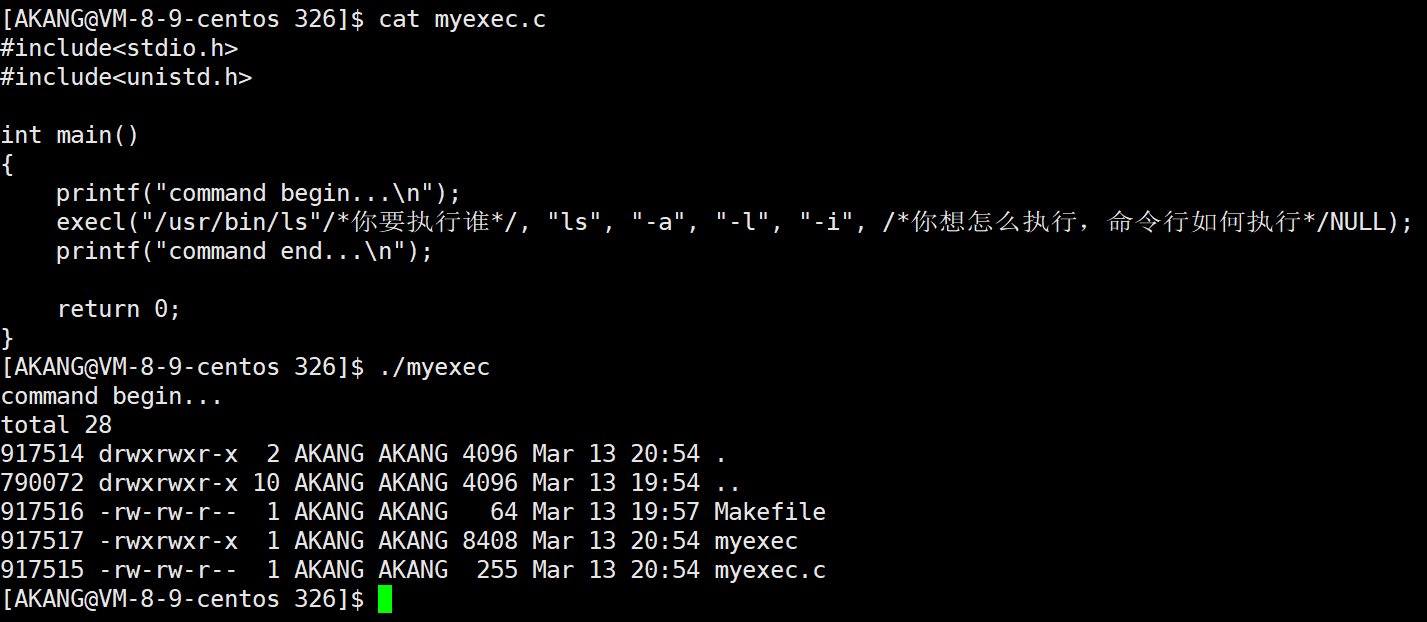 [AKANG@VM-8-9-centos 326]$ cat myexec.c
#include<stdio.h>
#include<unistd.h>
int main()
{
    printf("command begin...\n");
    execl("/usr/bin/ls"/*你要执行谁*/, "ls", "-a", "-l", "-i", /*你想怎么执行，命令行如何执行*/NULL);
    printf("command end...\n");
    return 0;
}
[AKANG@VM-8-9-centos 326]$ ./myexec
command begin...
total 28
917514 drwxrwxr-x  2 AKANG AKANG 4096 Mar 13 20:54 .
790072 drwxrwxr-x 10 AKANG AKANG 4096 Mar 13 19:54 ..
917516 -rw-rw-r--  1 AKANG AKANG   64 Mar 13 19:57 Makefile
917517 -rwxrwxr-x  1 AKANG AKANG 8408 Mar 13 20:54 myexec
917515 -rw-rw-r--  1 AKANG AKANG  255 Mar 13 20:54 myexec.c
[AKANG@VM-8-9-centos 326]$